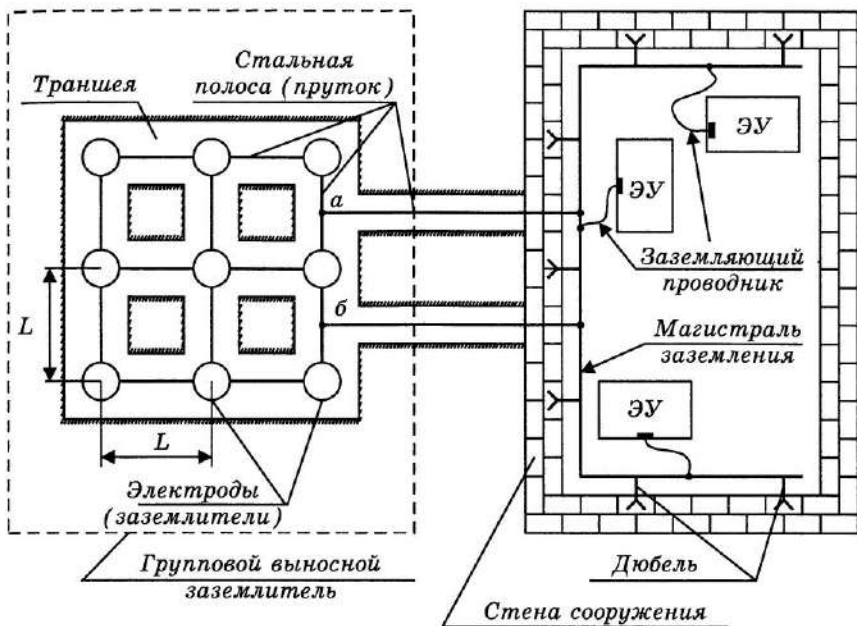 Стальная
полоса (пруток)
Траншея
ЭУ
ЭУ
а
Заземляющий
проводник
L
б
Магистраль
заземления
ЭУ
L
Электроды
(заземлители)
Групповой выносной
заземлитель
Дюбель
Стена сооружения